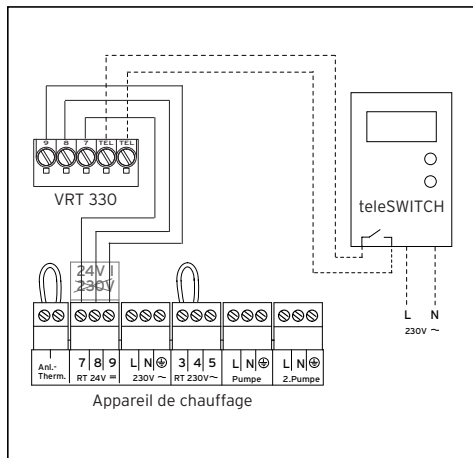 9 8 7 TEL TEL
VRT 330
teleSWITCH
24V
230V
L N
230V ~
Anl.-
Therm.
7 8 9
RT 24V =
L N
230V ~
3 4 5
RT 230V~
L N
Pumpe
L N
2.Pumpe
Appareil de chauffage